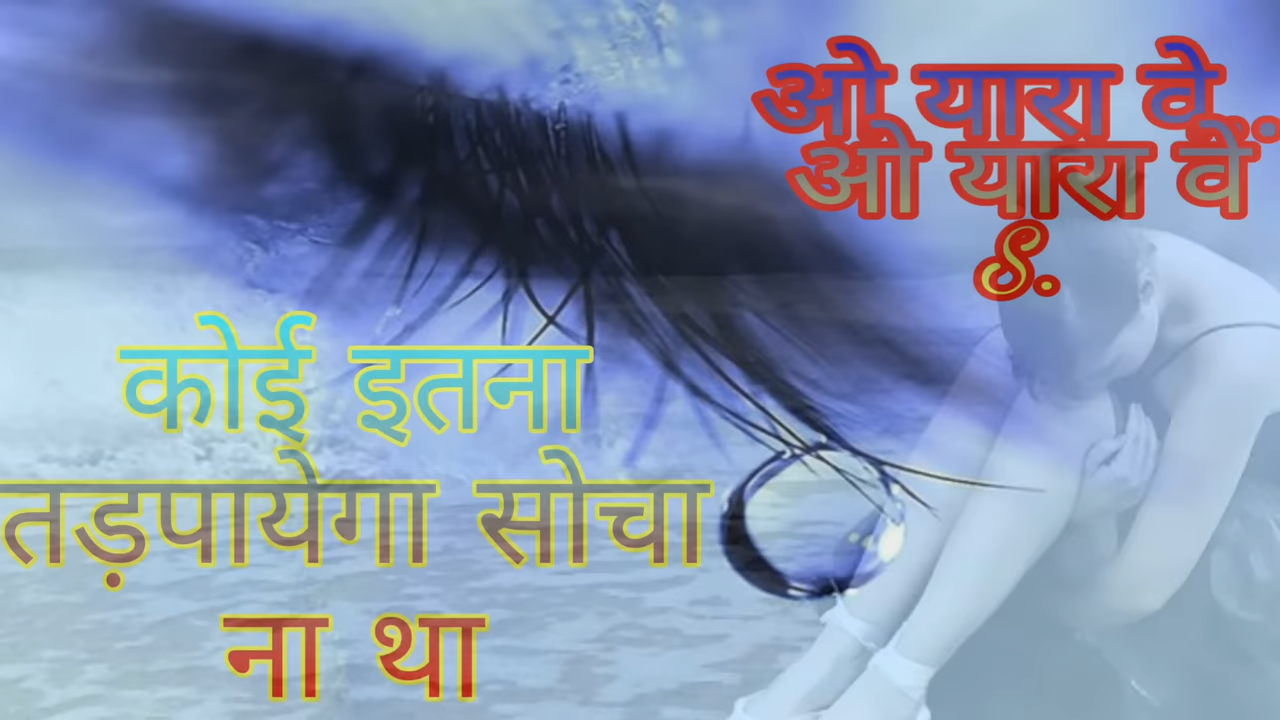 ओ यारा वे..
ओ यारा वे
S.
कोई इतना
तड़पायेगा सोचा
ना था